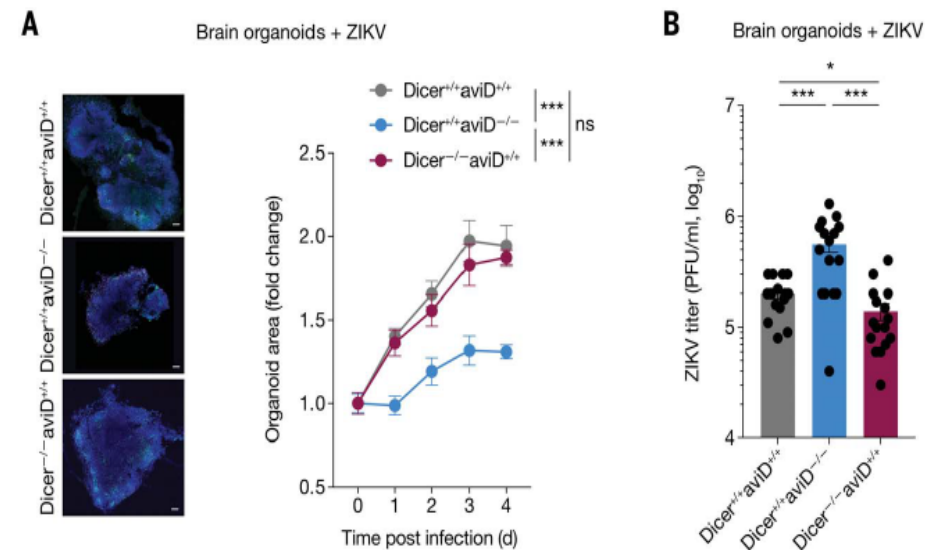 A
Brain organoids + ZIKV
Dicer⁺/⁺aviD⁺/⁺
Dicer⁺/⁺aviD⁻/⁻
Dicer⁻/⁻aviD⁺/⁺
Dicer⁺/⁺aviD⁺/⁺
Dicer⁺/⁺aviD⁻/⁻
Dicer⁻/⁻aviD⁺/⁺
***
***
ns
Organoid area (fold change)
2.5
2.0
1.5
1.0
0.5
0 1 2 3 4
Time post infection (d)
B
Brain organoids + ZIKV
*
*** ***
ZIKV titer (PFU/ml, log₁₀)
7
6
5
4
Dicer⁺/⁺aviD⁺/⁺
Dicer⁺/⁺aviD⁻/⁻
Dicer⁻/⁻aviD⁺/⁺